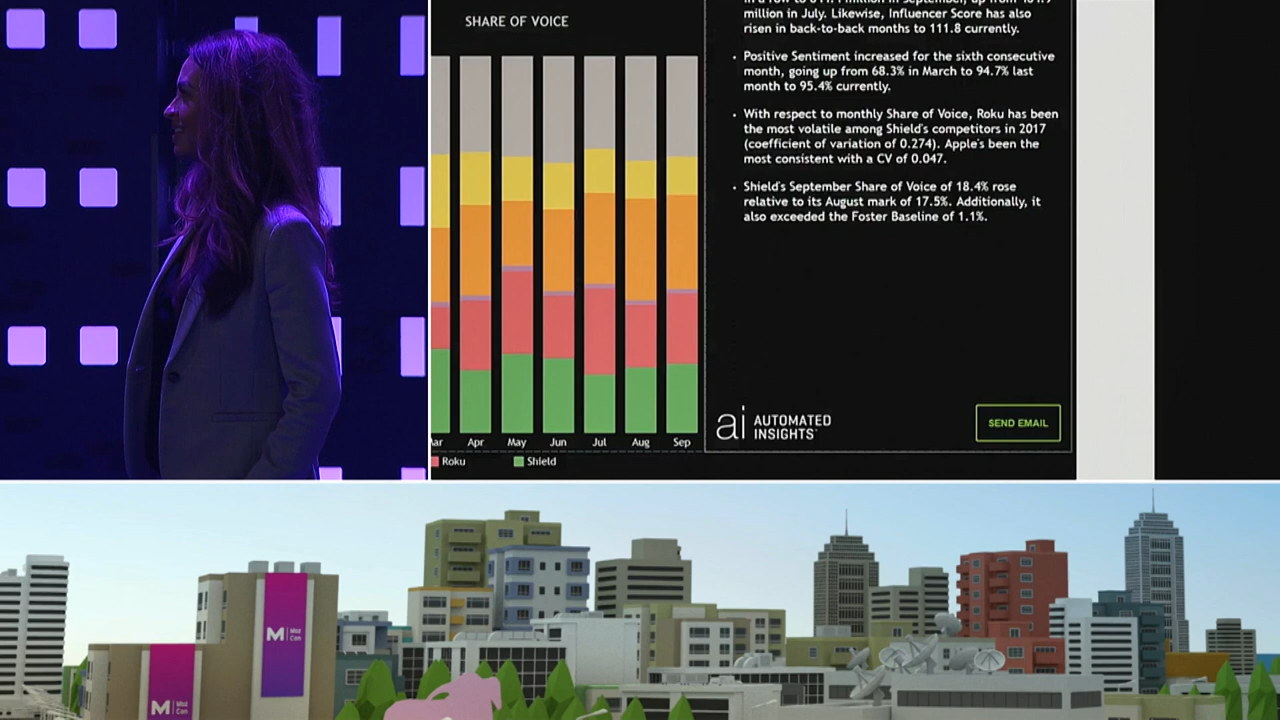 SHARE OF VOICE
million in July. Likewise, Influencer Score has also
risen in back-to-back months to 111.8 currently.
• Positive Sentiment increased for the sixth consecutive
month, going up from 68.3% in March to 94.7% last
month to 95.4% currently.
• With respect to monthly Share of Voice, Roku has been
the most volatile among Shield's competitors in 2017
(coefficient of variation of 0.274). Apple's been the
most consistent with a CV of 0.047.
• Shield's September Share of Voice of 18.4% rose
relative to its August mark of 17.5%. Additionally, it
also exceeded the Foster Baseline of 1.1%.
ai AUTOMATED
INSIGHTS
SEND EMAIL
Apr May Jun Jul Aug Sep
Roku Shield
M Moz
Con
M Moz
Con